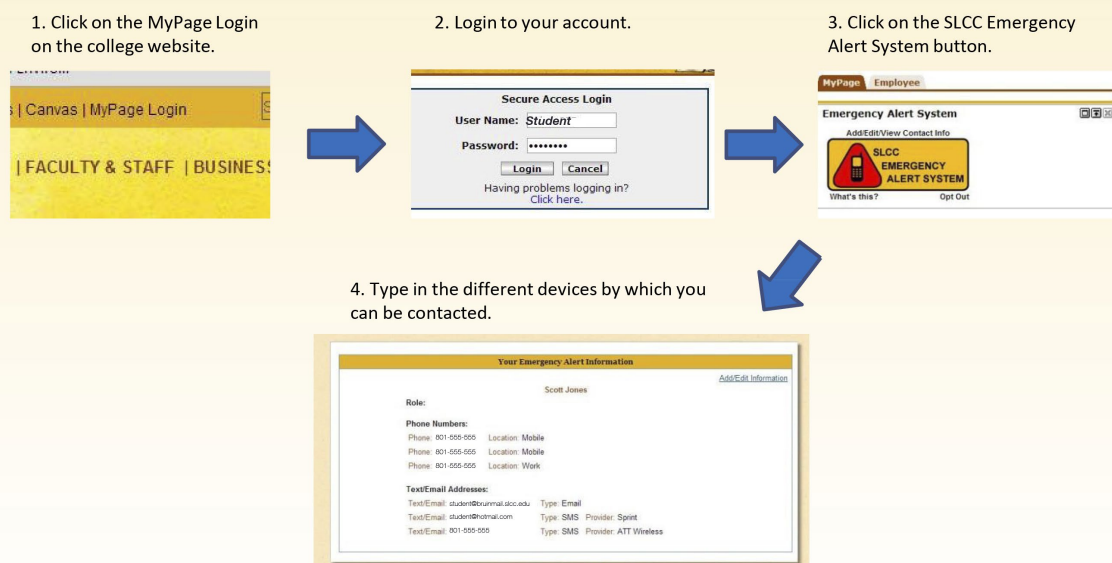 1. Click on the MyPage Login
on the college website.
| Canvas | MyPage Login
| FACULTY & STAFF | BUSINESS
2. Login to your account.
Secure Access Login
User Name: Student
Password: ••••••••
Login Cancel
Having problems logging in?
Click here.
3. Click on the SLCC Emergency
Alert System button.
MyPage Employee
Emergency Alert System
Add/Edit/View Contact Info
SLCC
EMERGENCY
ALERT SYSTEM
What's this? Opt Out
4. Type in the different devices by which you
can be contacted.
Your Emergency Alert Information
Add/Edit Information
Scott Jones
Role:
Phone Numbers:
Phone: 801-555-555 Location: Mobile
Phone: 801-555-555 Location: Mobile
Phone: 801-555-555 Location: Work
Text/Email Addresses:
Text/Email: student@bruinmail.slcc.edu Type: Email
Text/Email: student@hotmail.com Type: SMS Provider: Sprint
Text/Email: 801-555-555 Type: SMS Provider: ATT Wireless